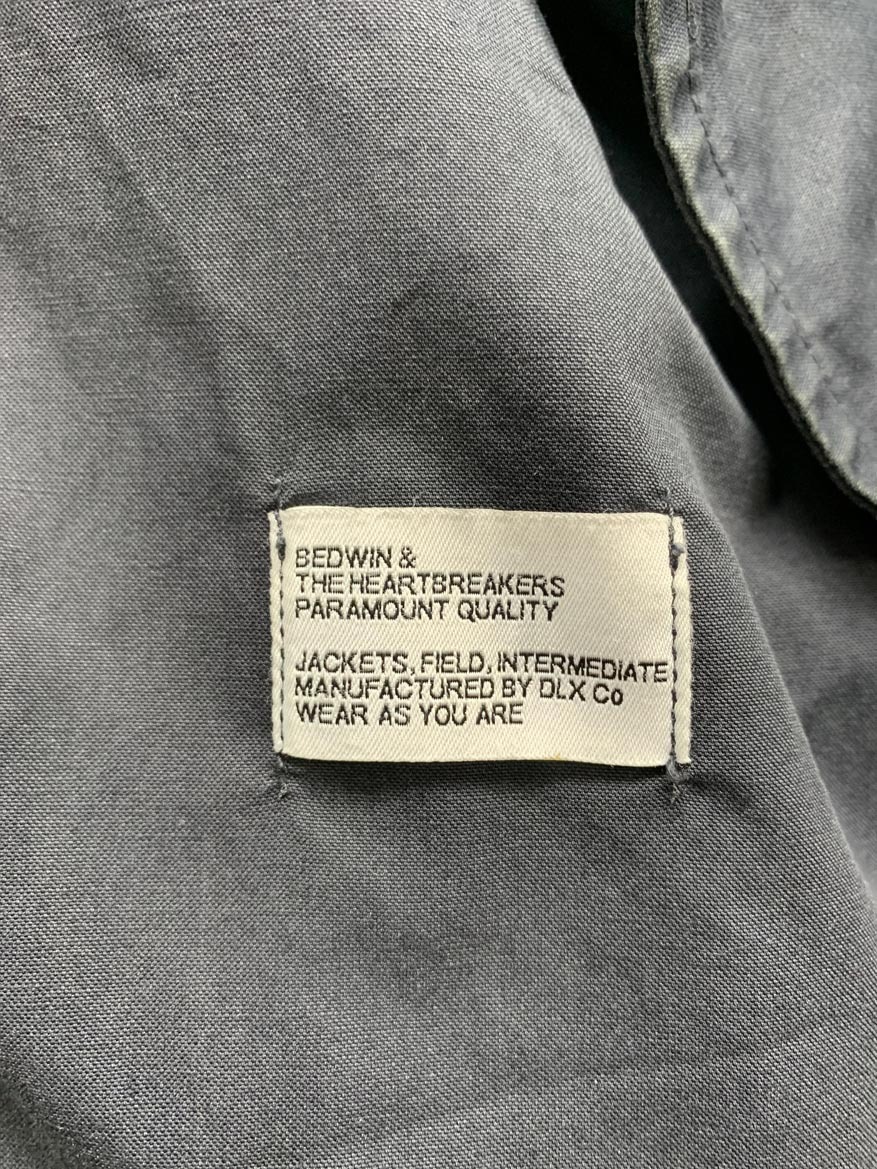 BEDWIN &
THE HEARTBREAKERS
PARAMOUNT QUALITY
JACKETS, FIELD, INTERMEDIATE
MANUFACTURED BY DLX Co
WEAR AS YOU ARE